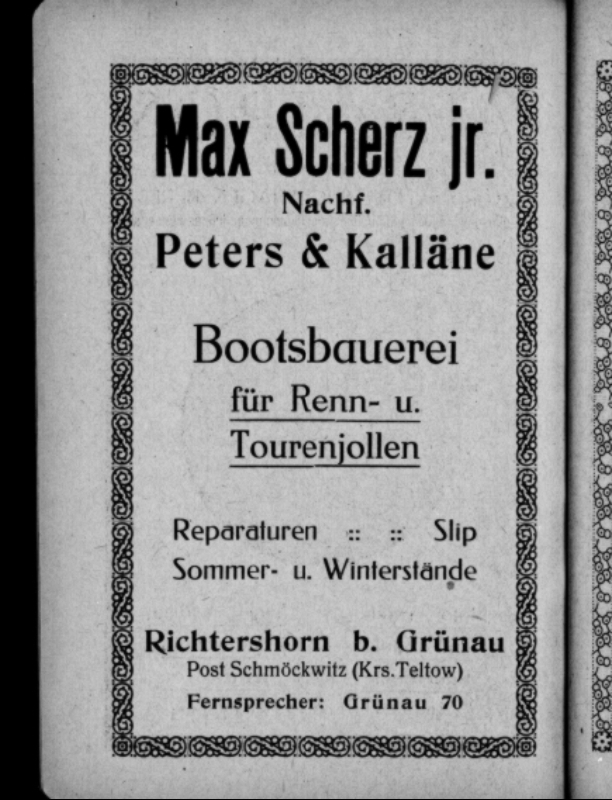 Max Scherz jr.
Nachf.
Peters & Kalläne
Bootsbauerei
für Renn- u.
Tourenjollen
Reparaturen :: :: Slip
Sommer- u. Winterstände
Richtershorn b. Grünau
Post Schmöckwitz (Krs.Teltow)
Fernsprecher: Grünau 70